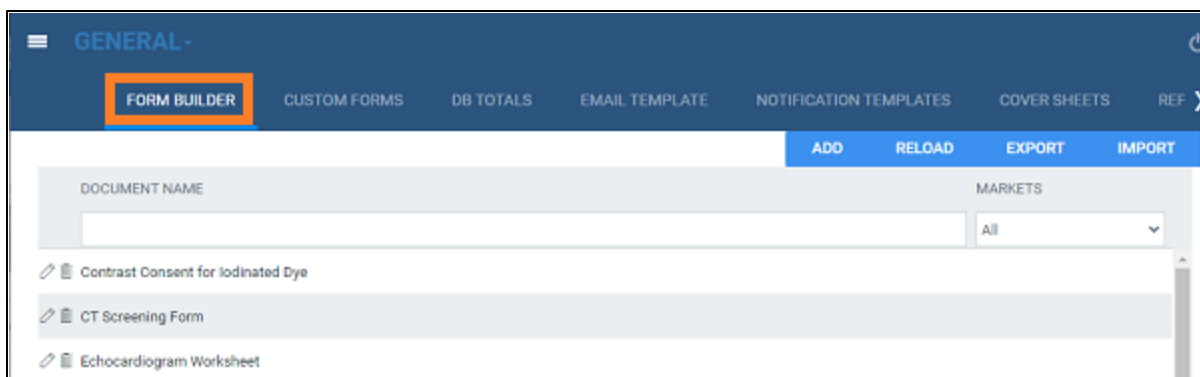 GENERAL
FORM BUILDER CUSTOM FORMS DB TOTALS EMAIL TEMPLATE NOTIFICATION TEMPLATES COVER SHEETS REF
ADD RELOAD EXPORT IMPORT
DOCUMENT NAME MARKETS
All
Contrast Consent for Iodinated Dye
CT Screening Form
Echocardiogram Worksheet